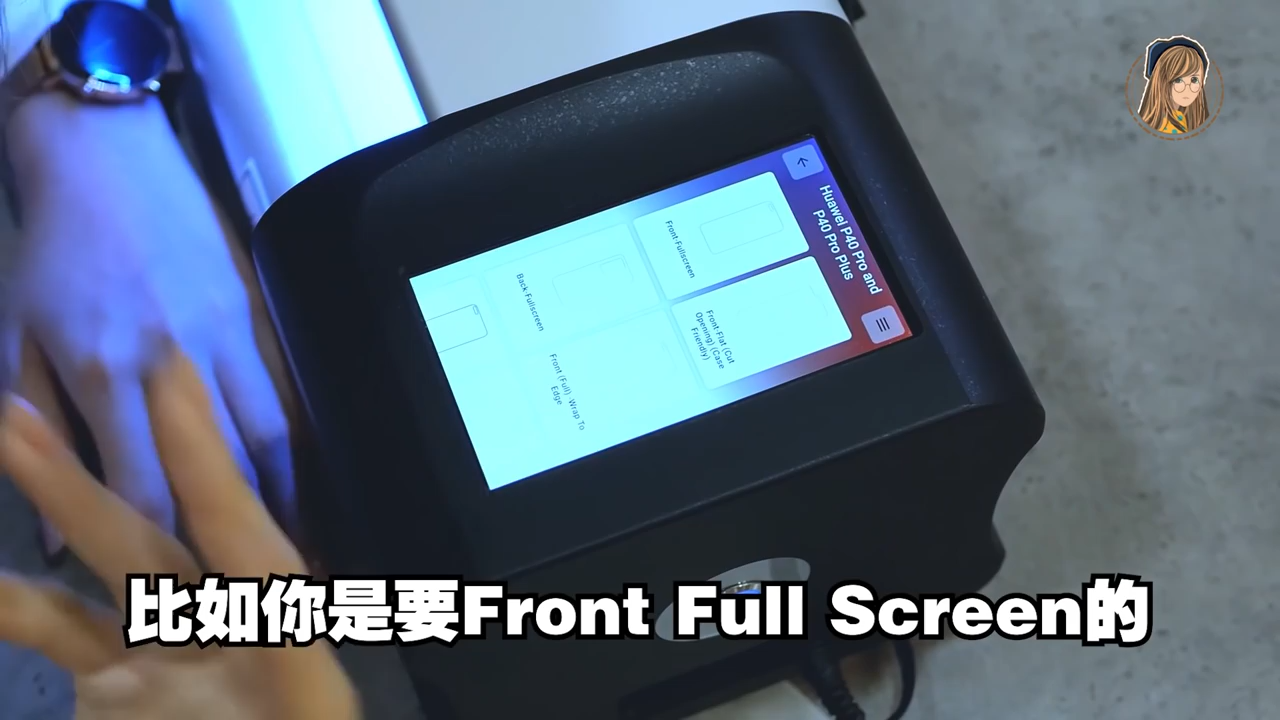 Huawei P40 Pro and
P40 Pro Plus
Front-Fullscreen
Front-Flat (Cut
Opening) (Case
Friendly)
Back-Fullscreen
Front (Full) -Wrap To
Edge
比如你是要Front Full Screen的